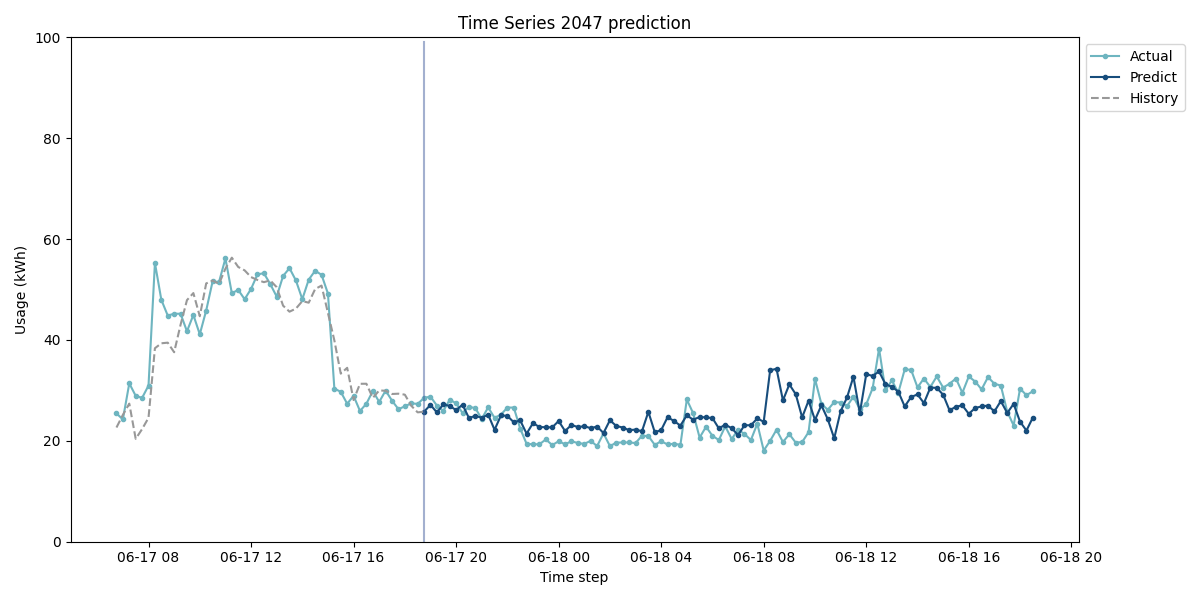 Time Series 2047 prediction
100
80
60
40
20
0
Usage (kWh)
06-17 08
06-17 12
06-17 16
06-17 20
06-18 00
06-18 04
06-18 08
06-18 12
06-18 16
06-18 20
Time step
Actual
Predict
History